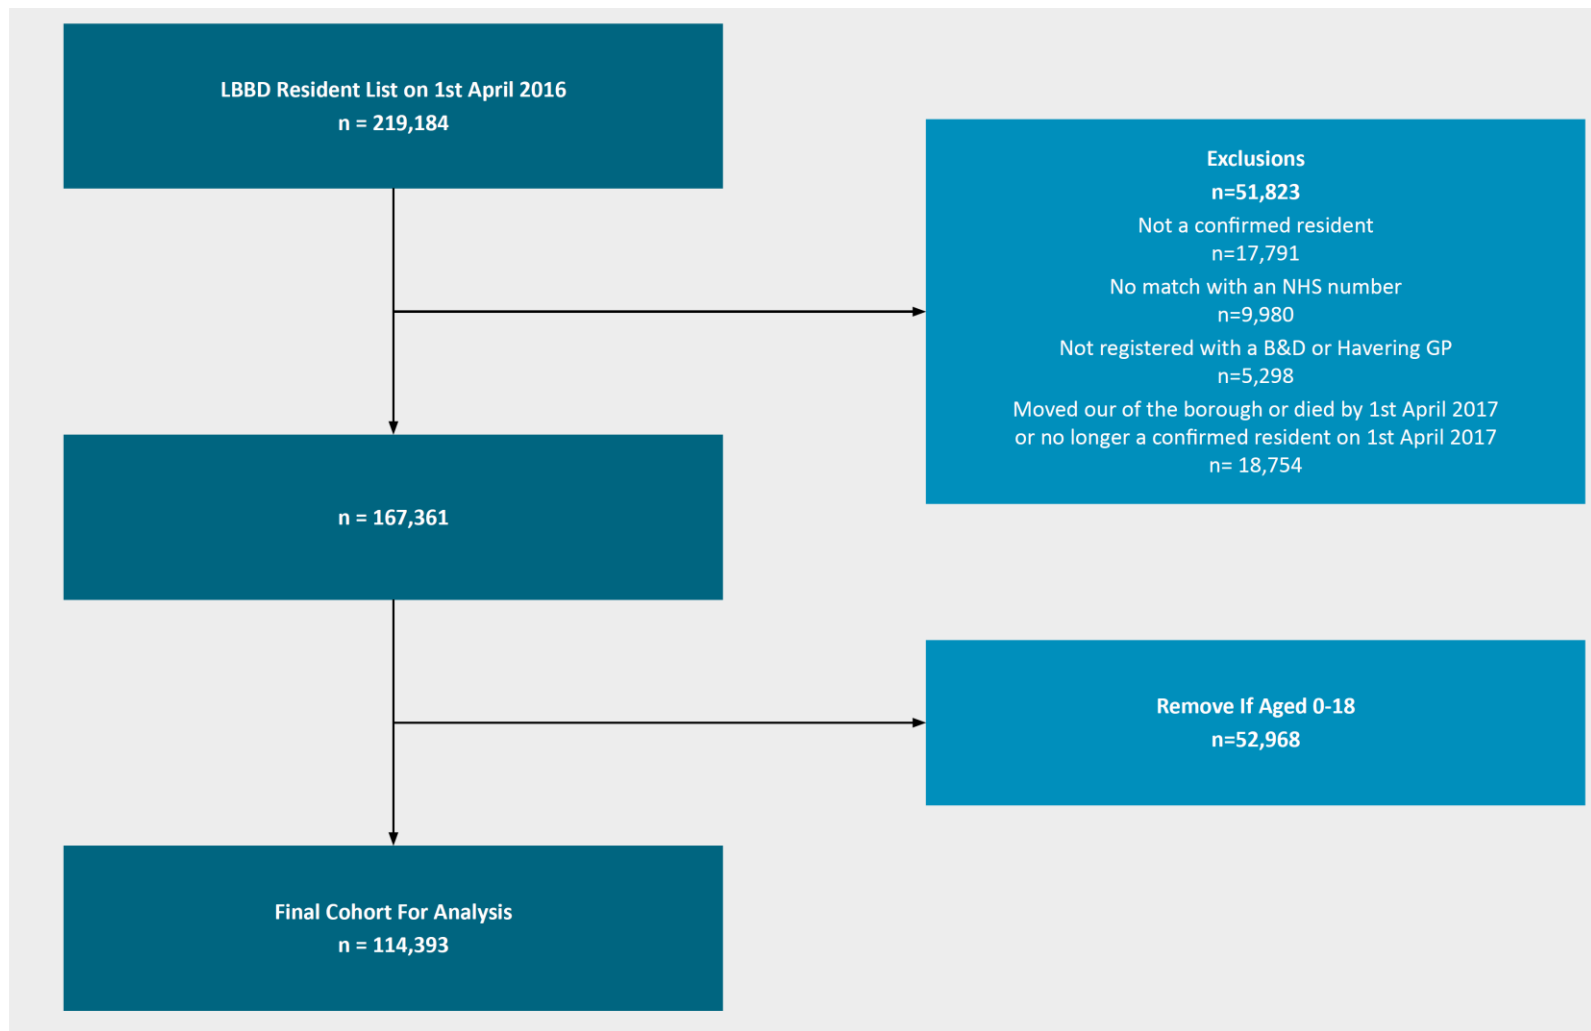 LBBD Resident List on 1st April 2016
n = 219,184
Exclusions
n=51,823
Not a confirmed resident
n=17,791
No match with an NHS number
n=9,980
Not registered with a B&D or Havering GP
n=5,298
Moved our of the borough or died by 1st April 2017
or no longer a confirmed resident on 1st April 2017
n= 18,754
n = 167,361
Remove If Aged 0-18
n=52,968
Final Cohort For Analysis
n = 114,393